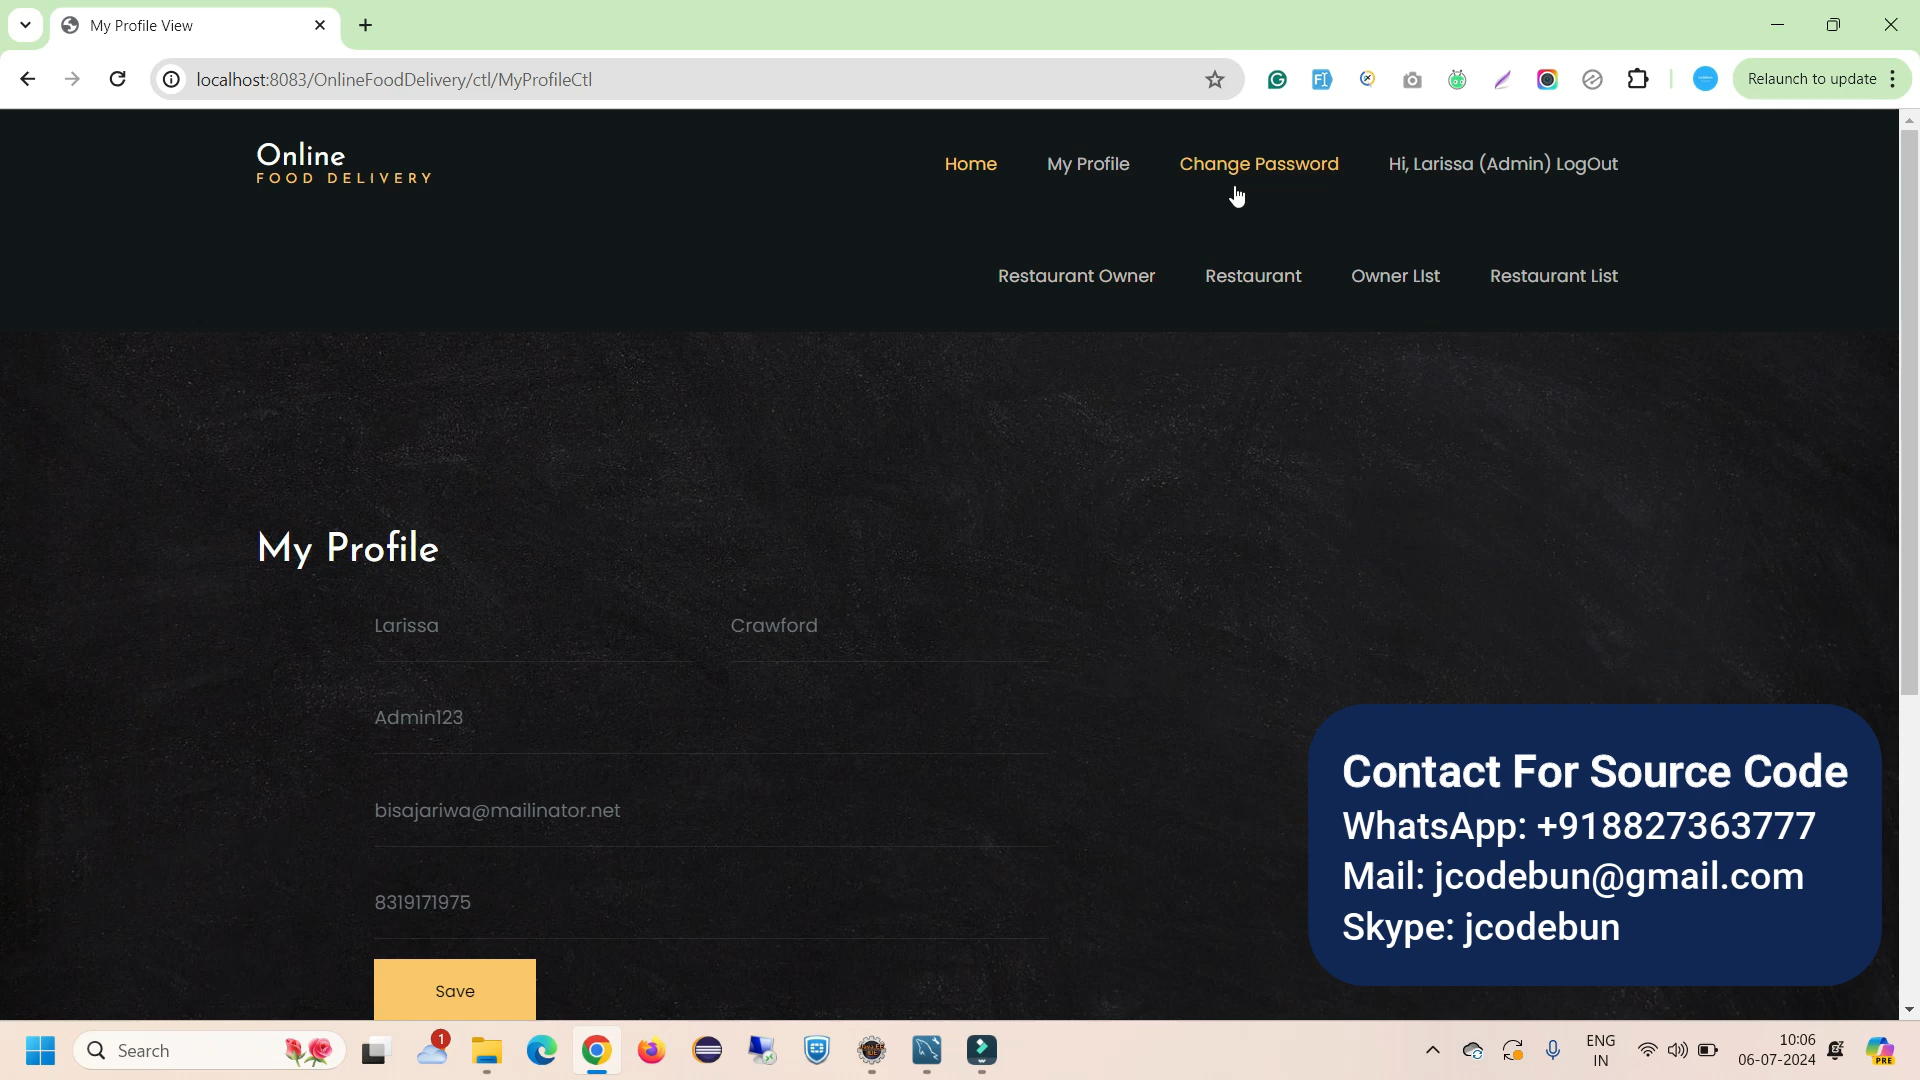 My Profile View
localhost:8083/OnlineFoodDelivery/ctl/MyProfileCtl
Relaunch to update
Online
FOOD DELIVERY
Home My Profile Change Password Hi, Larissa (Admin) LogOut
Restaurant Owner Restaurant Owner LIst Restaurant List
My Profile
Larissa Crawford
Admin123
bisajariwa@mailinator.net
8319171975
Save
Contact For Source Code
WhatsApp: +918827363777
Mail: jcodebun@gmail.com
Skype: jcodebun
Search
1
ENG
IN
10:06
06-07-2024
PRE